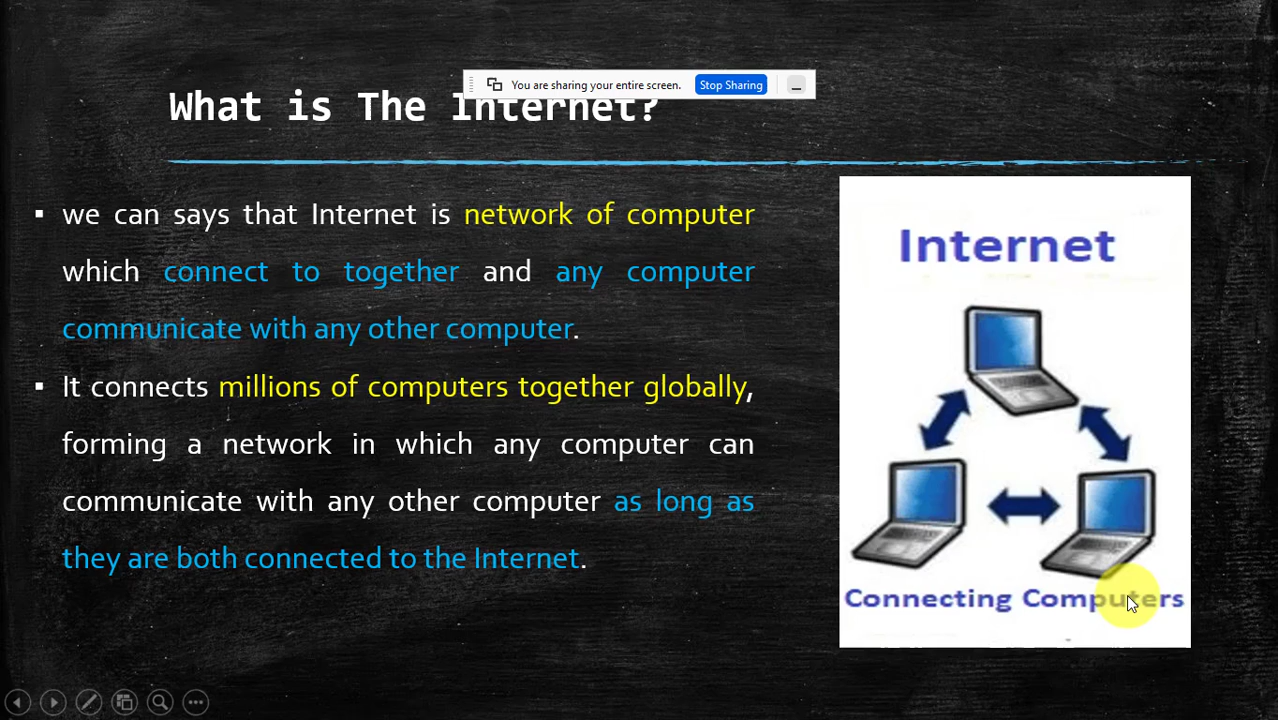 You are sharing your entire screen. Stop Sharing
What is The Internet?
▪ we can says that Internet is network of computer
which connect to together and any computer
communicate with any other computer.
▪ It connects millions of computers together globally,
forming a network in which any computer can
communicate with any other computer as long as
they are both connected to the Internet.
Internet
Connecting Computers